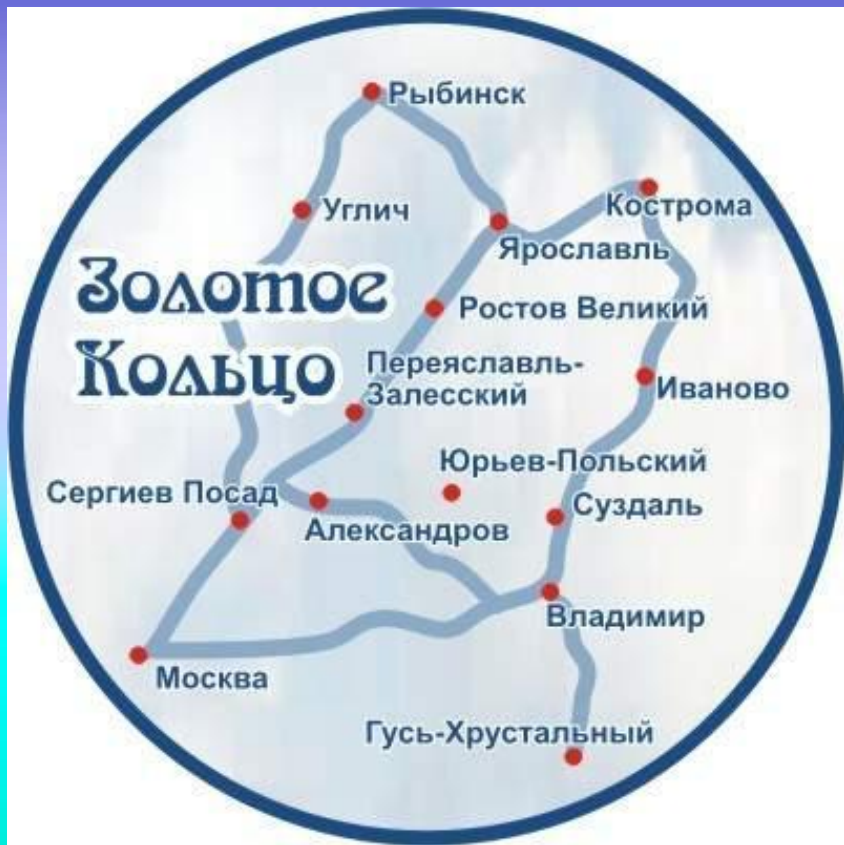 Рыбинск
Углич
Кострома
Ярославль
Золотое
Кольцо
Ростов Великий
Переяславль-
Залесский
Иваново
Юрьев-Польский
Сергиев Посад
Александров
Суздаль
Владимир
Москва
Гусь-Хрустальный